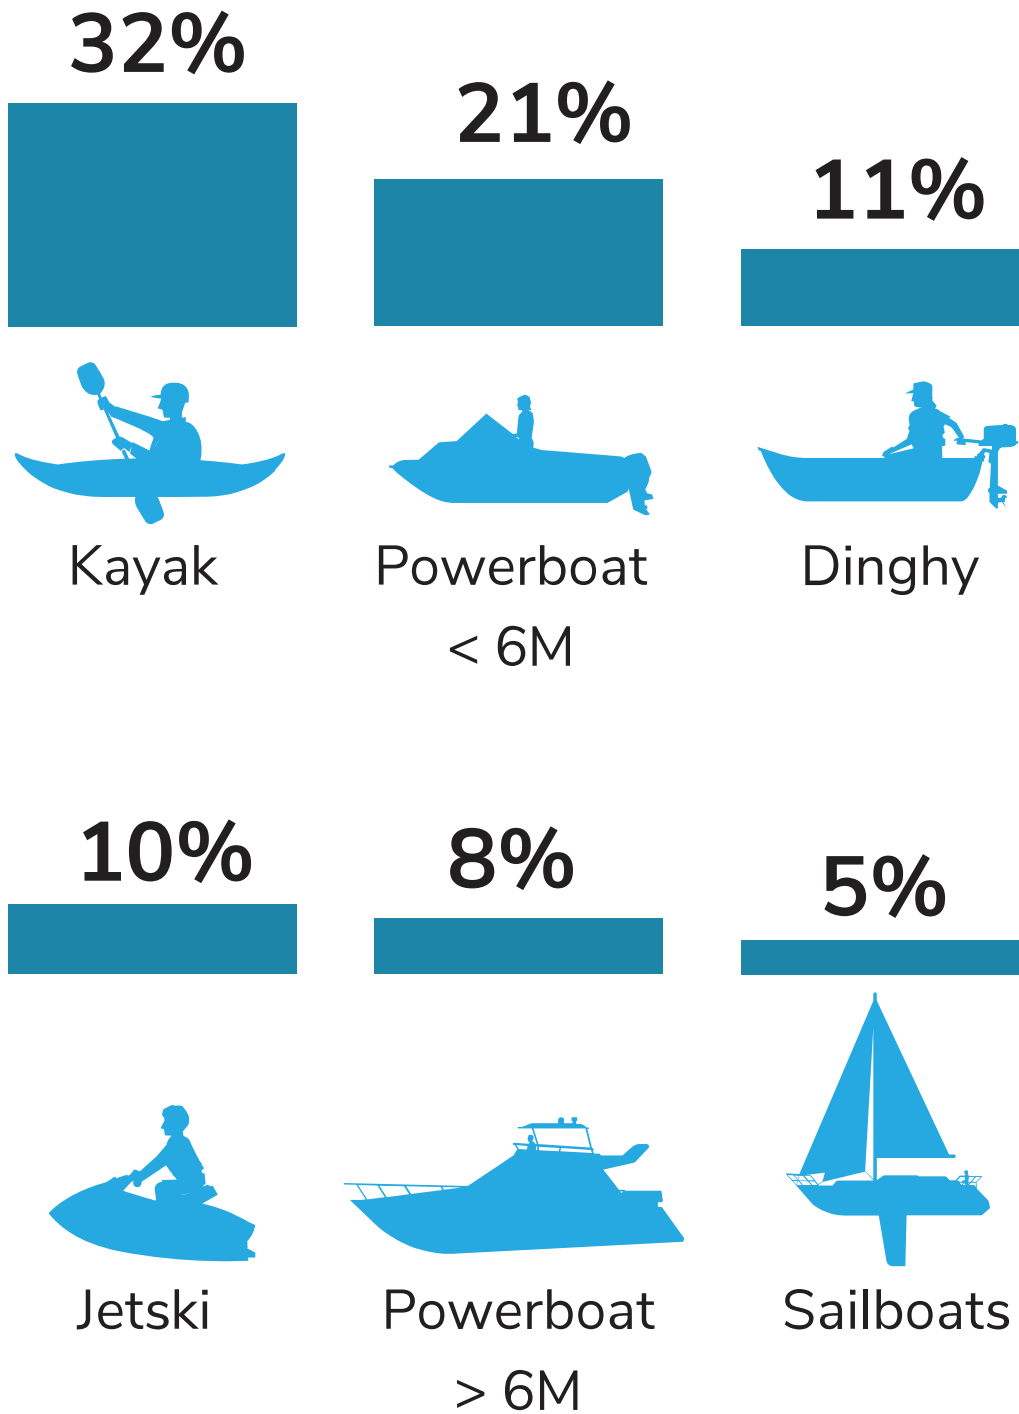 32%
21%
11%
Kayak
Powerboat
< 6M
Dinghy
10%
8%
5%
Jetski
Powerboat
> 6M
Sailboats